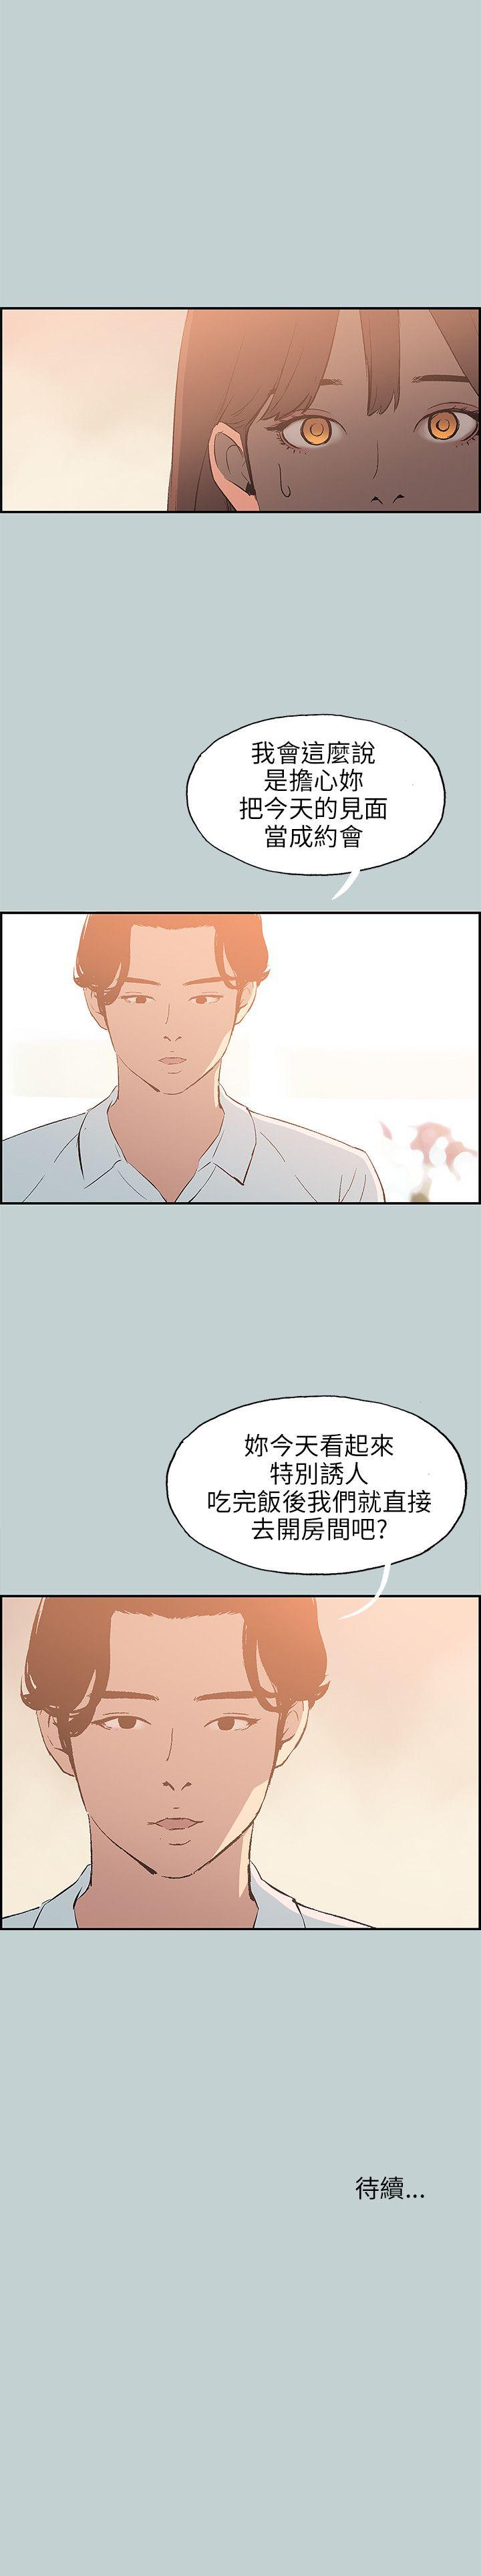 我會這麼說
是擔心妳
把今天的見面
當成約會
妳今天看起來
特別誘人
吃完飯後我們就直接
去開房間吧?
待續...